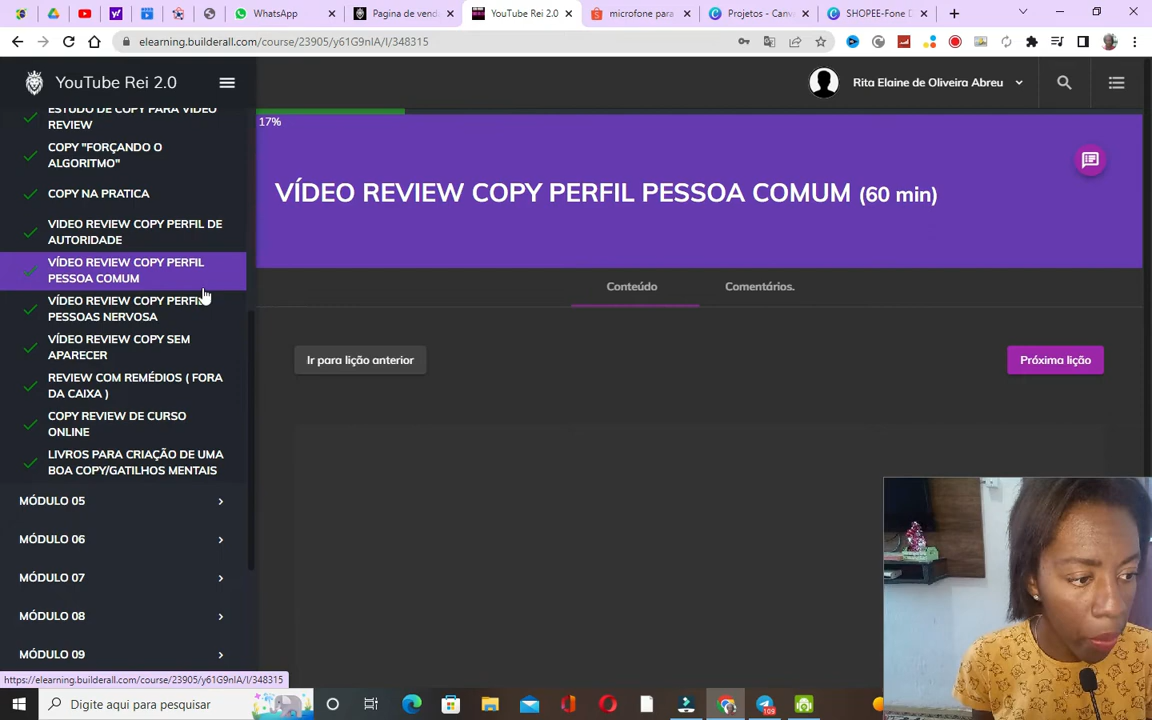 WhatsApp
Pagina de venda
YouTube Rei 2.0
microfone para
Projetos - Canv
SHOPEE-Fone D
elearning.builderall.com/course/23905/y61G9nIA/I/348315
YouTube Rei 2.0
Rita Elaine de Oliveira Abreu
ESTUDO DE COPY PARA VIDEO
REVIEW
COPY "FORÇANDO O
ALGORITMO"
COPY NA PRATICA
VIDEO REVIEW COPY PERFIL DE
AUTORIDADE
VÍDEO REVIEW COPY PERFIL
PESSOA COMUM
VÍDEO REVIEW COPY PERFIL
PESSOAS NERVOSA
VÍDEO REVIEW COPY SEM
APARECER
REVIEW COM REMÉDIOS ( FORA
DA CAIXA )
COPY REVIEW DE CURSO
ONLINE
LIVROS PARA CRIAÇÃO DE UMA
BOA COPY/GATILHOS MENTAIS
MÓDULO 05
MÓDULO 06
MÓDULO 07
MÓDULO 08
MÓDULO 09
17%
VÍDEO REVIEW COPY PERFIL PESSOA COMUM (60 min)
Conteúdo
Comentários.
Ir para lição anterior
Próxima lição
https://elearning.builderall.com/course/23905/y61G9nIA/I/348315
Digite aqui para pesquisar
109